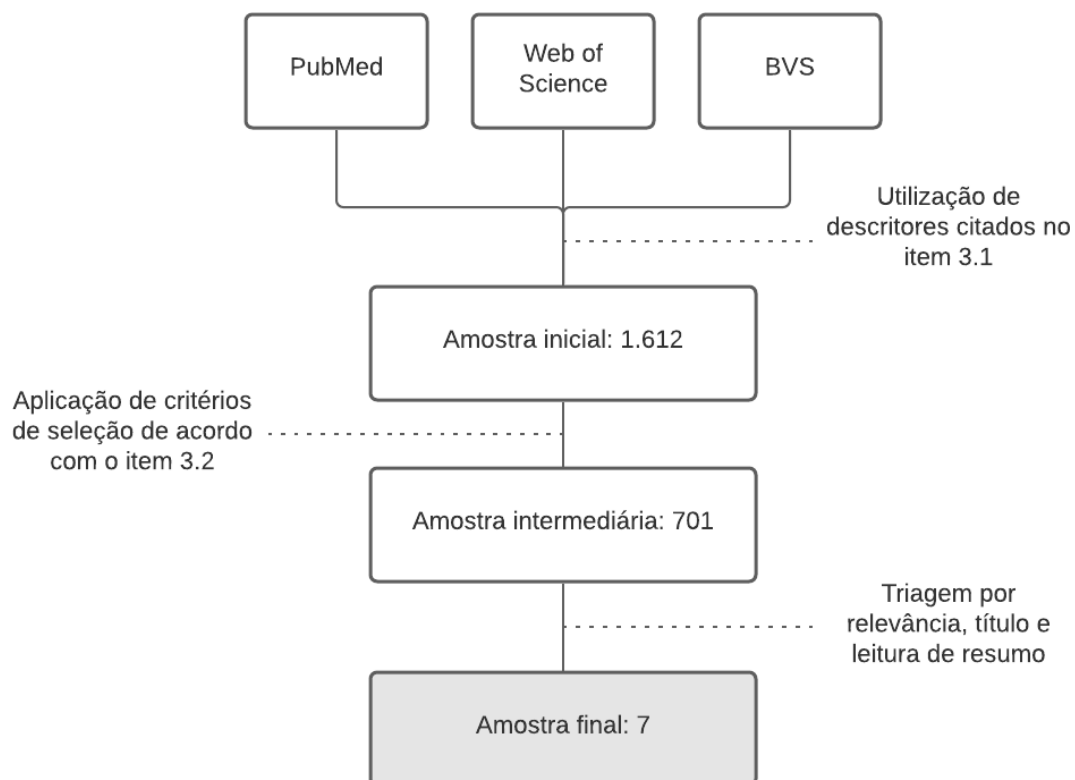 PubMed
Web of
Science
BVS
Utilização de
descritores citados no
item 3.1
Amostra inicial: 1.612
Aplicação de critérios
de seleção de acordo
com o item 3.2
Amostra intermediária: 701
Triagem por
relevância, título e
leitura de resumo
Amostra final: 7